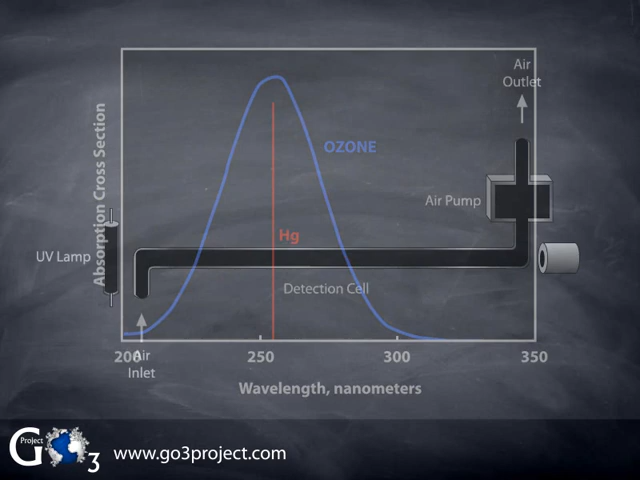 Air
Outlet
Absorption Cross Section
OZONE
Air Pump
Hg
UV Lamp
Detection Cell
200
250
300
350
Air
Inlet
Wavelength, nanometers
Project
GO3
www.go3project.com